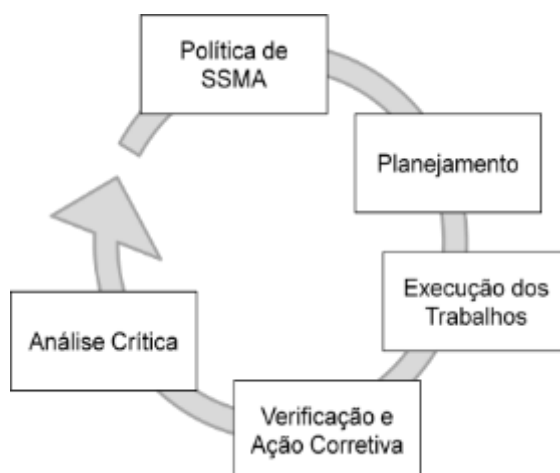 Política de
SSMA
Planejamento
Execução dos
Trabalhos
Verificação e
Ação Corretiva
Análise Crítica